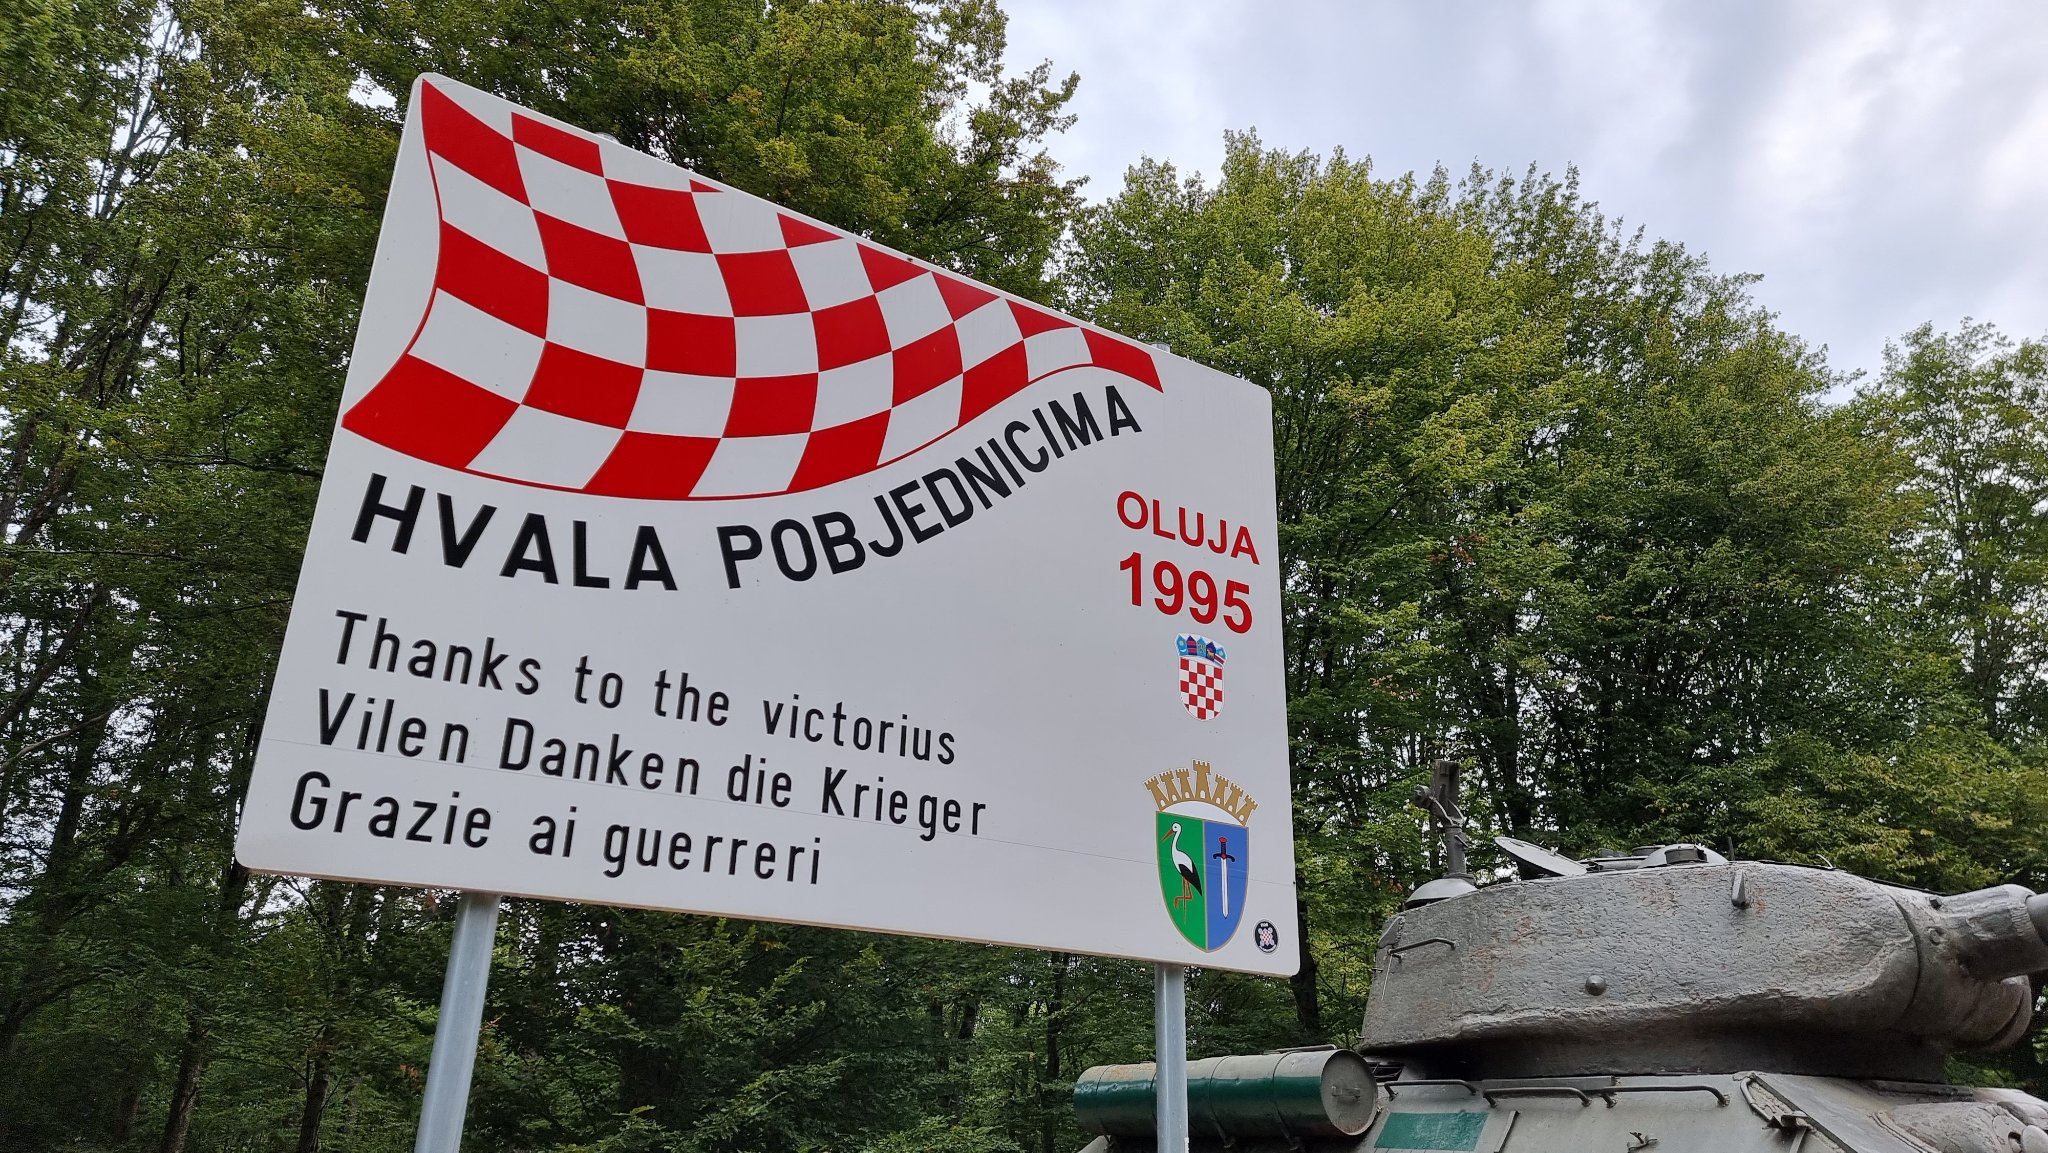 HVALA POBJEDNICIMA
OLUJA
1995
Thanks to the victorius
Vilen Danken die Krieger
Grazie ai guerreri